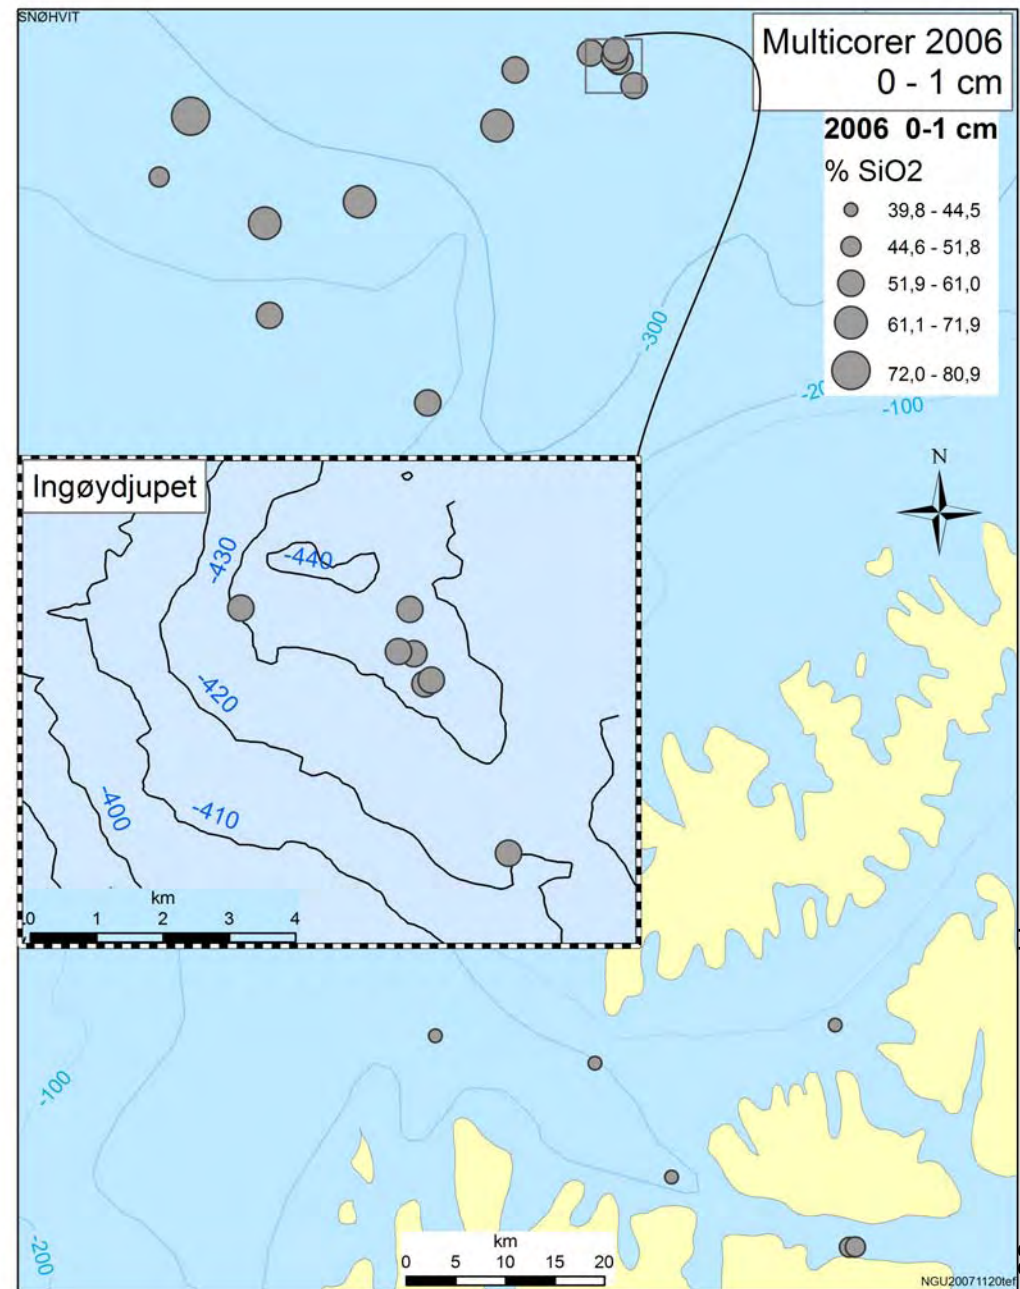 SNØHVIT
Multicorer 2006
0 - 1 cm
2006 0-1 cm
% SiO2
39,8 - 44,5
44,6 - 51,8
51,9 - 61,0
61,1 - 71,9
72,0 - 80,9
-300
-100
N
Ingøydjupet
-430
-440
-420
-410
-400
km
0 1 2 3 4
-100
-200
km
0 5 10 15 20
NGU20071120tef